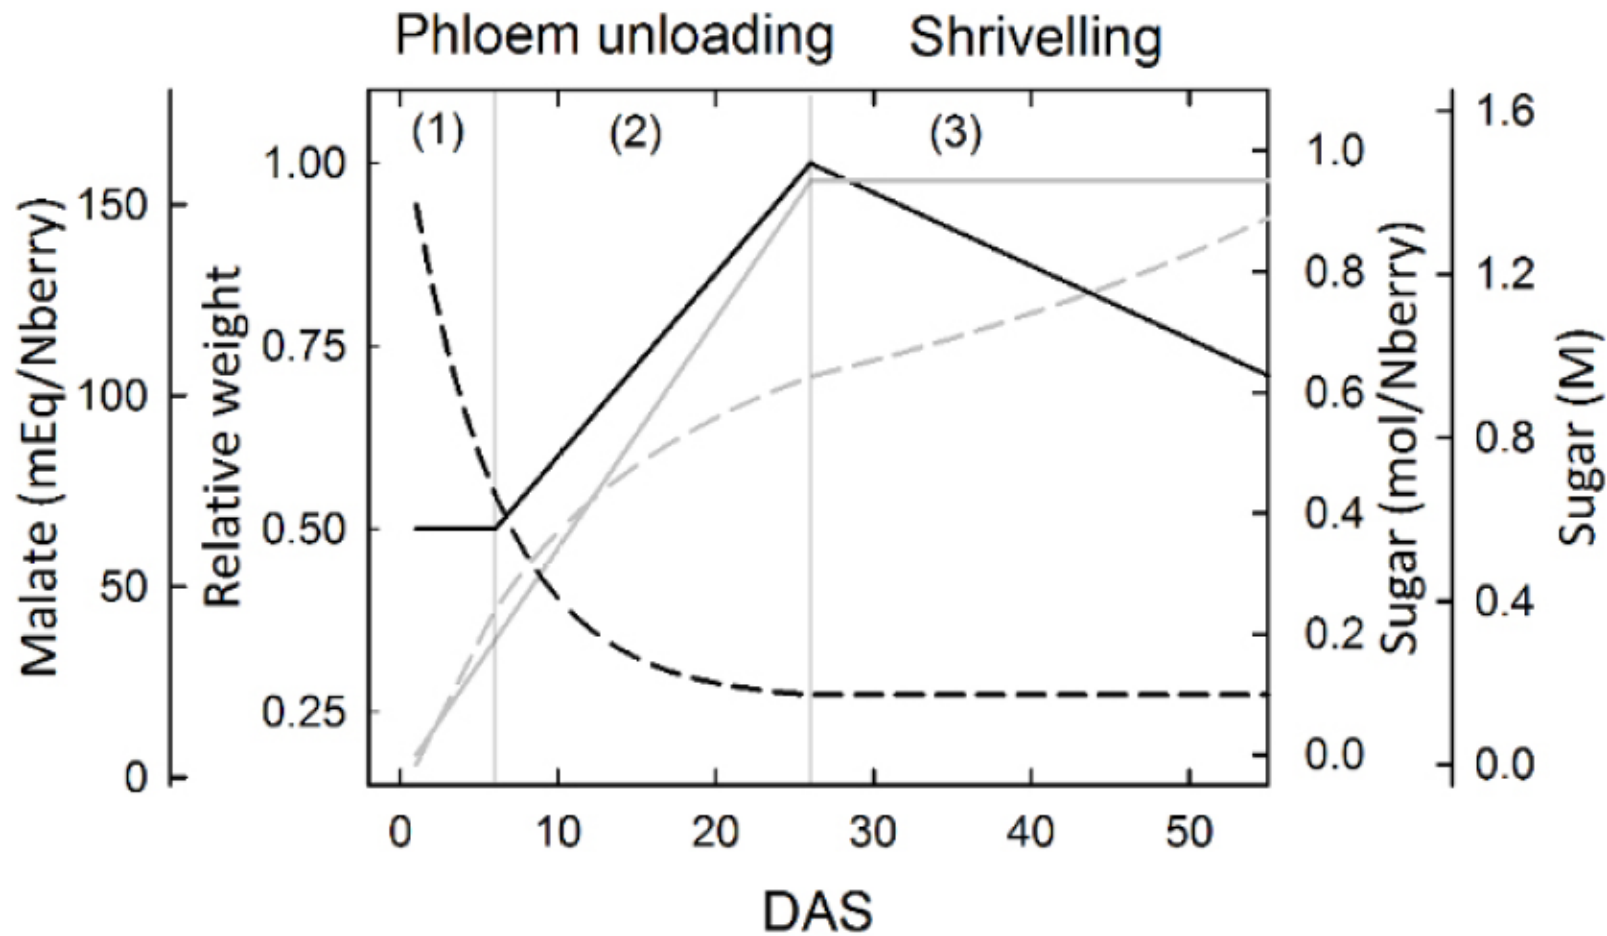 Phloem unloading Shrivelling
(1) (2) (3)
Malate (mEq/Nberry)
150
100
50
0
Relative weight
1.00
0.75
0.50
0.25
1.0
0.8
0.6
0.4
0.2
0.0
Sugar (mol/Nberry)
1.6
1.2
0.8
0.4
0.0
Sugar (M)
0 10 20 30 40 50
DAS